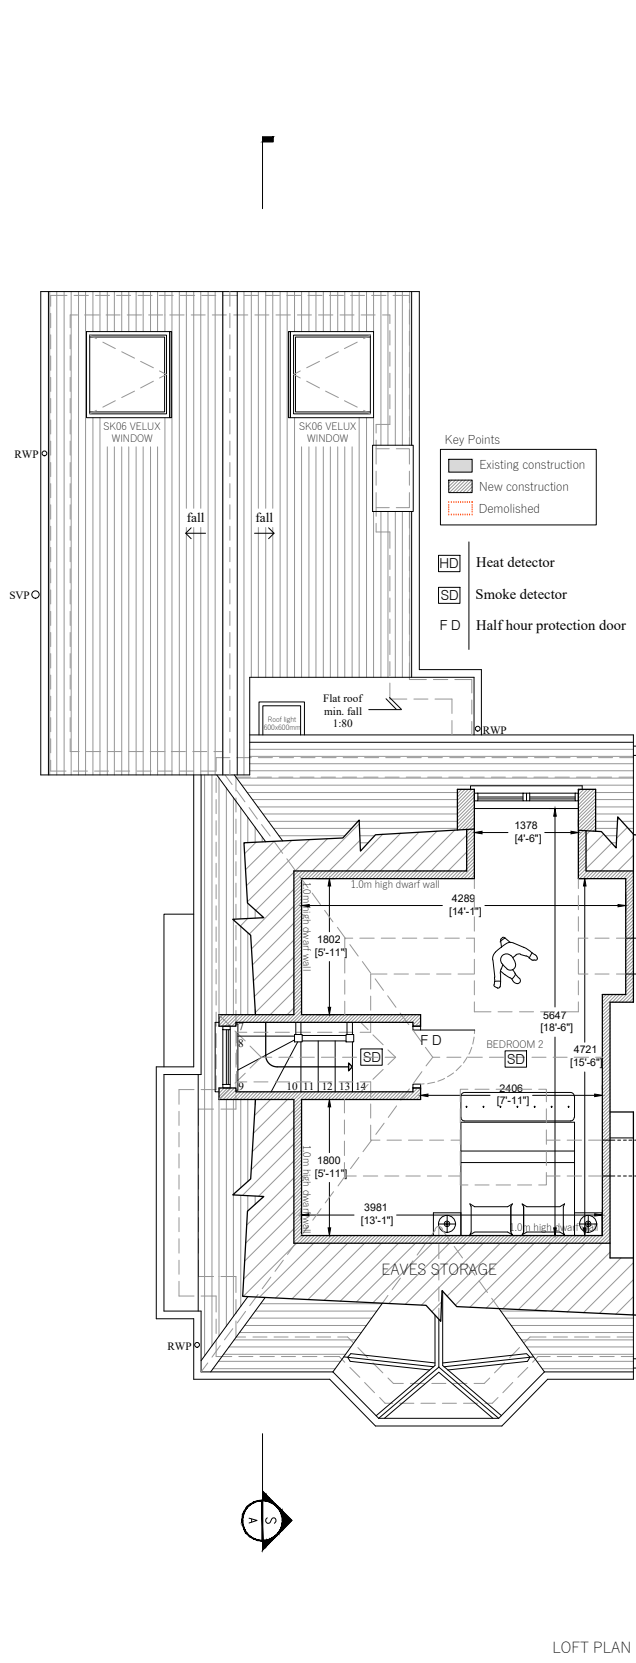 SK06 VELUX
WINDOW
SK06 VELUX
WINDOW
RWP
fall
fall
SVP
Key Points
Existing construction
New construction
Demolished
HD
Heat detector
SD
Smoke detector
F D
Half hour protection door
Flat roof
min. fall
1:80
Roof light
600x600mm
RWP
1378
[4'-6"]
1.0m high dwarf wall
4289
[14'-1"]
1.0m high dwarf wall
1802
[5'-11"]
5647
[18'-6"]
7
8
F D
BEDROOM 2
4721
[15'-6"]
SD
SD
9
10
11
12
13
14
2406
[7'-11"]
1800
[5'-11"]
1.0m high dwarf wall
3981
[13'-1"]
1.0m high dwarf wall
EAVES STORAGE
RWP
A
S
LOFT PLAN